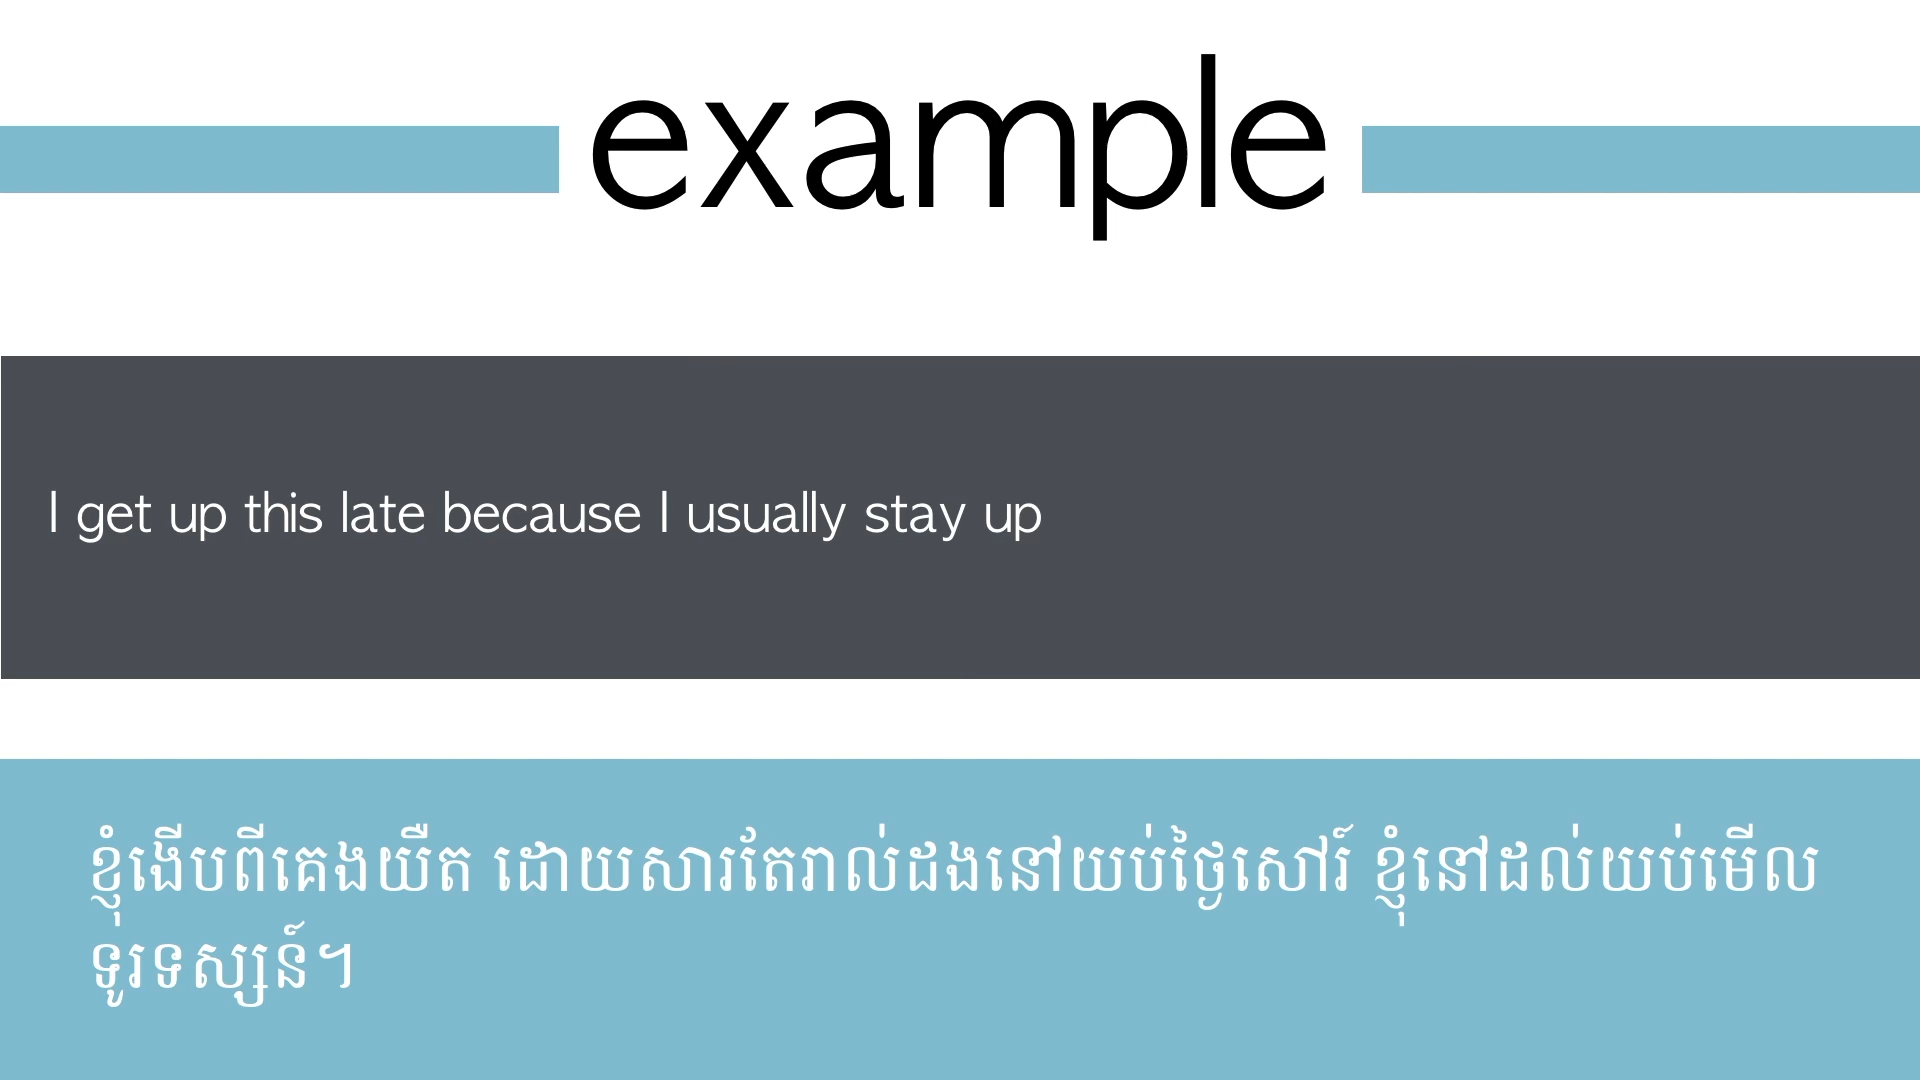 example
I get up this late because I usually stay up
ខ្ញុំងើបពីគេងយឺត ដោយសារតែរាល់ដងនៅយប់ថ្ងៃសៅរ៍ ខ្ញុំនៅដល់យប់មើល
ទូរទស្សន៍។